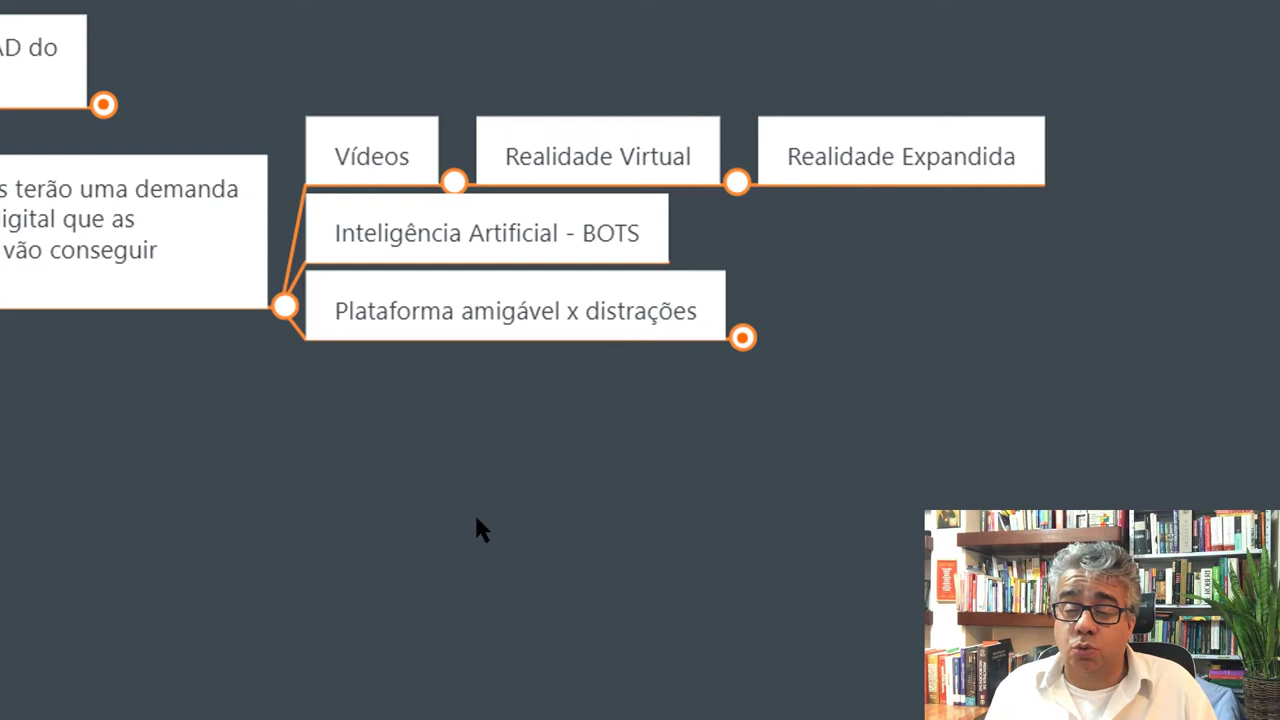 AD do
s terão uma demanda
igital que as
vão conseguir
Vídeos
Realidade Virtual
Realidade Expandida
Inteligência Artificial - BOTS
Plataforma amigável x distrações